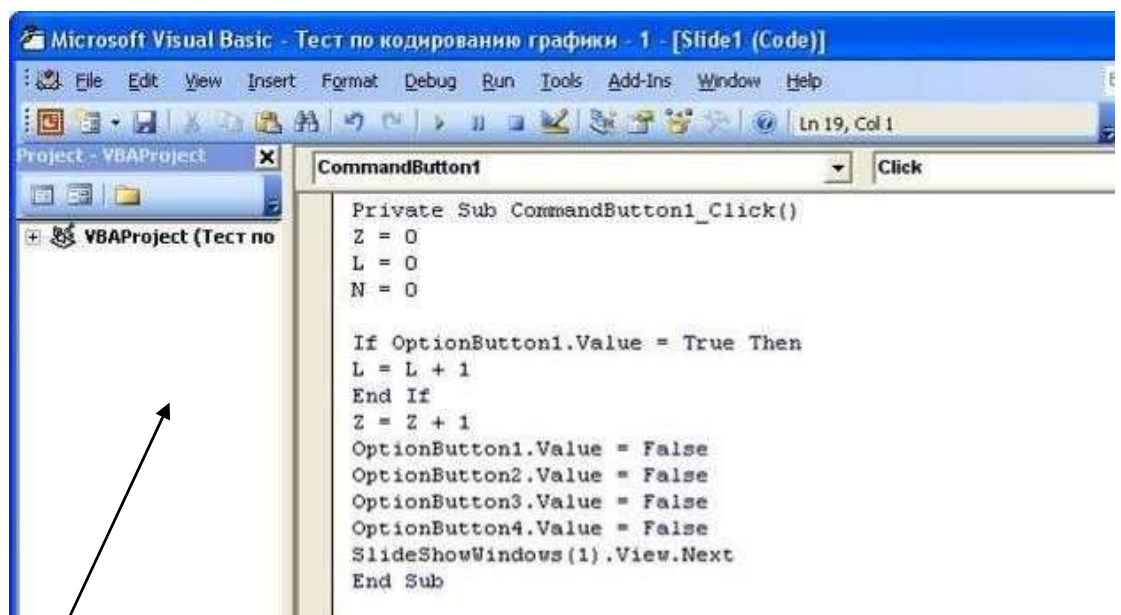 Microsoft Visual Basic - Тест по кодированию графики - 1 - [Slide1 (Code)]
File Edit View Insert Format Debug Run Tools Add-Ins Window Help
Ln 19, Col 1
Project - VBAProject
CommandButton1 Click
VBAProject (Тест по
Private Sub CommandButton1_Click()
Z = 0
L = 0
N = 0
If OptionButton1.Value = True Then
L = L + 1
End If
Z = Z + 1
OptionButton1.Value = False
OptionButton2.Value = False
OptionButton3.Value = False
OptionButton4.Value = False
SlideShowWindows(1).View.Next
End Sub